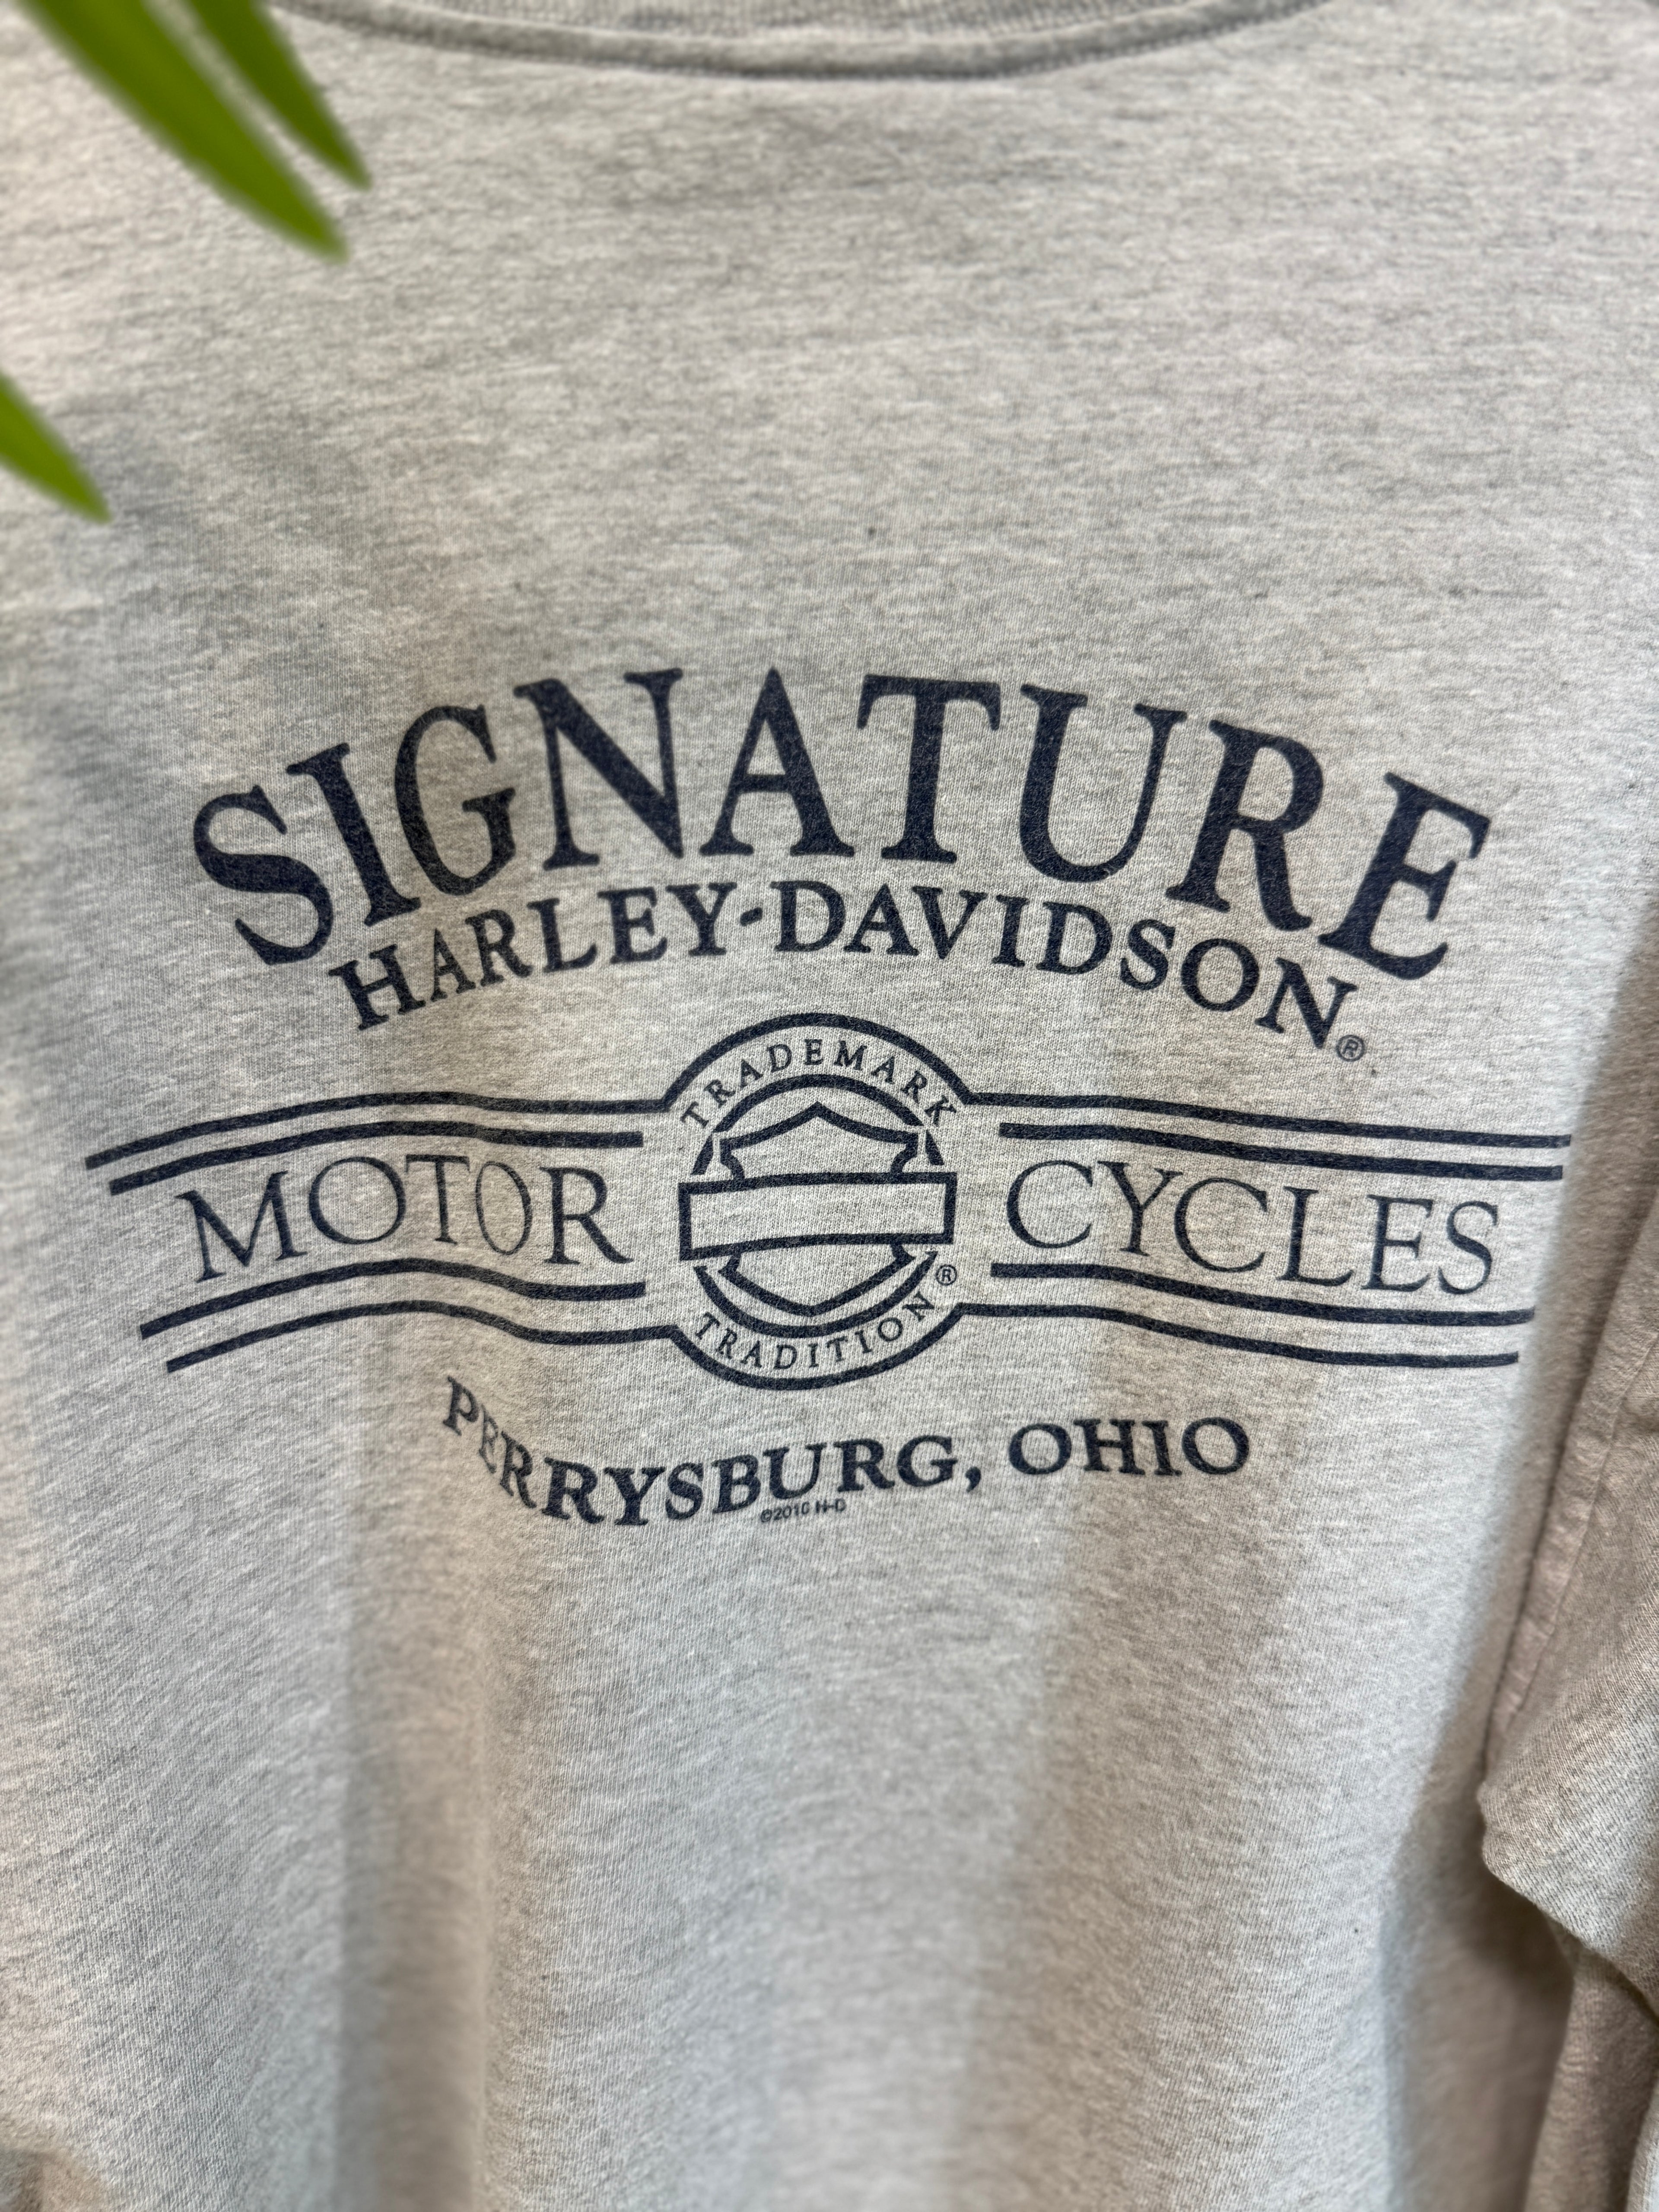 SIGNATURE
HARLEY-DAVIDSON®
TRADEMARK
MOTOR CYCLES
TRADITION®
PERRYSBURG, OHIO
©2010 H-D